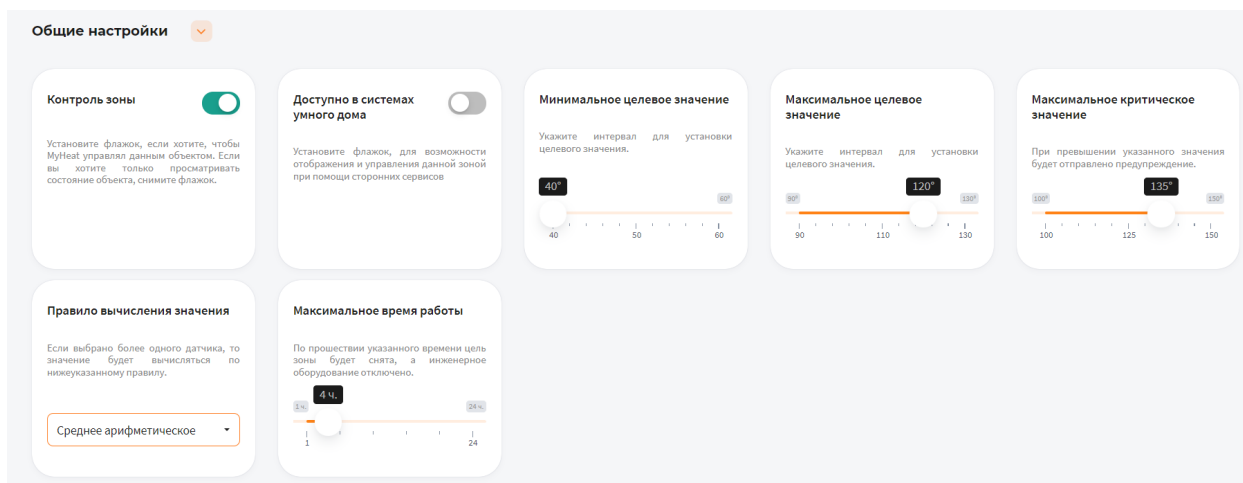 Общие настройки
Контроль зоны
Установите флажок, если хотите, чтобы
MyHeat управлял данным объектом. Если
вы хотите только просматривать
состояние объекта, снимите флажок.
Доступно в системах
умного дома
Установите флажок, для возможности
отображения и управления данной зоной
при помощи сторонних сервисов
Минимальное целевое значение
Укажите интервал для установки
целевого значения.
40°
60°
40 50 60
Максимальное целевое
значение
Укажите интервал для установки
целевого значения.
120°
90° 130°
90 110 130
Максимальное критическое
значение
При превышении указанного значения
будет отправлено предупреждение.
135°
100° 150°
100 125 150
Правило вычисления значения
Если выбрано более одного датчика, то
значение будет вычисляться по
нижеуказанному правилу.
Среднее арифметическое
Максимальное время работы
По прошествии указанного времени цель
зоны будет снята, а инженерное
оборудование отключено.
4 ч.
1 ч. 24 ч.
1 24